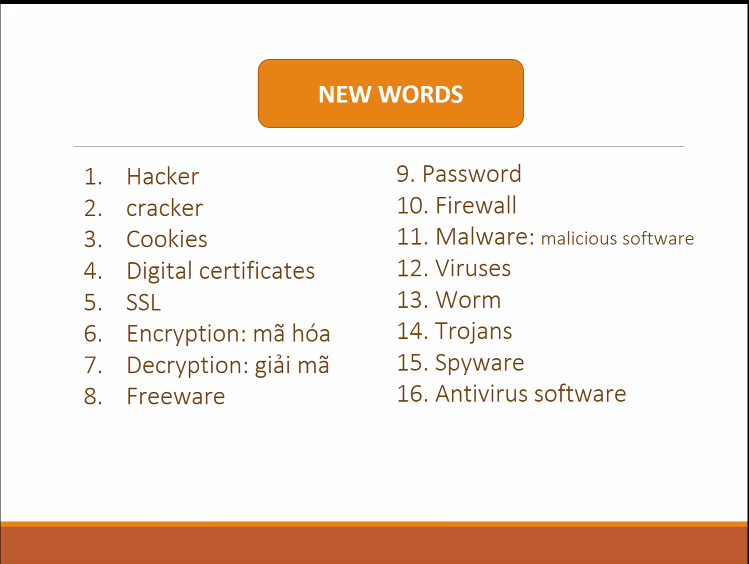 NEW WORDS
1. Hacker
2. cracker
3. Cookies
4. Digital certificates
5. SSL
6. Encryption: mã hóa
7. Decryption: giải mã
8. Freeware
9. Password
10. Firewall
11. Malware: malicious software
12. Viruses
13. Worm
14. Trojans
15. Spyware
16. Antivirus software